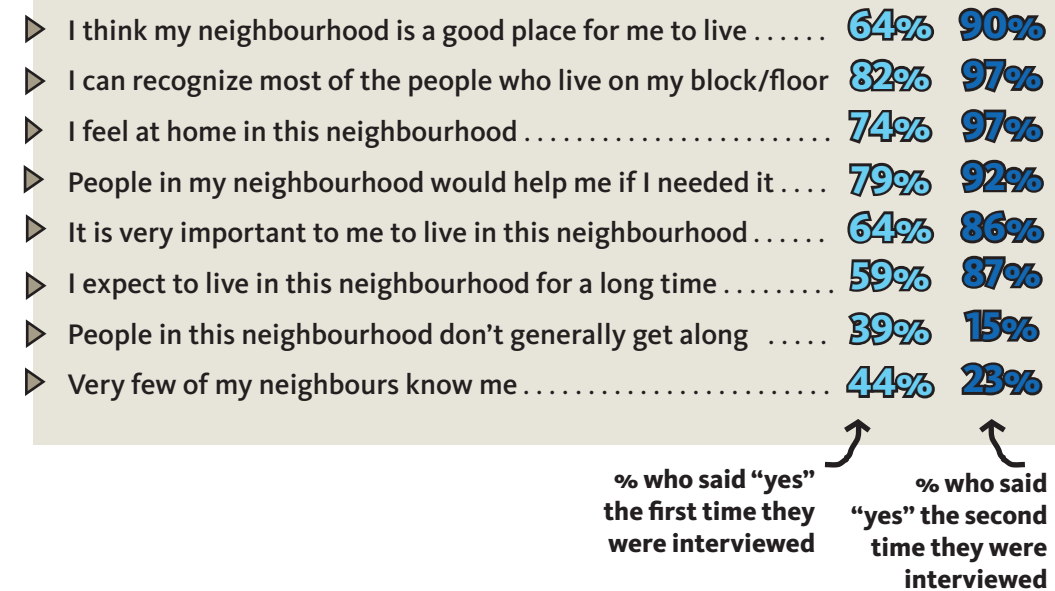 I think my neighbourhood is a good place for me to live ...... 64% 90%
I can recognize most of the people who live on my block/floor 82% 97%
I feel at home in this neighbourhood ........................ 74% 97%
People in my neighbourhood would help me if I needed it .... 79% 92%
It is very important to me to live in this neighbourhood ...... 64% 86%
I expect to live in this neighbourhood for a long time ......... 59% 87%
People in this neighbourhood don’t generally get along ..... 39% 15%
Very few of my neighbours know me ........................ 44% 23%
% who said “yes”
the first time they
were interviewed
% who said
“yes” the second
time they were
interviewed